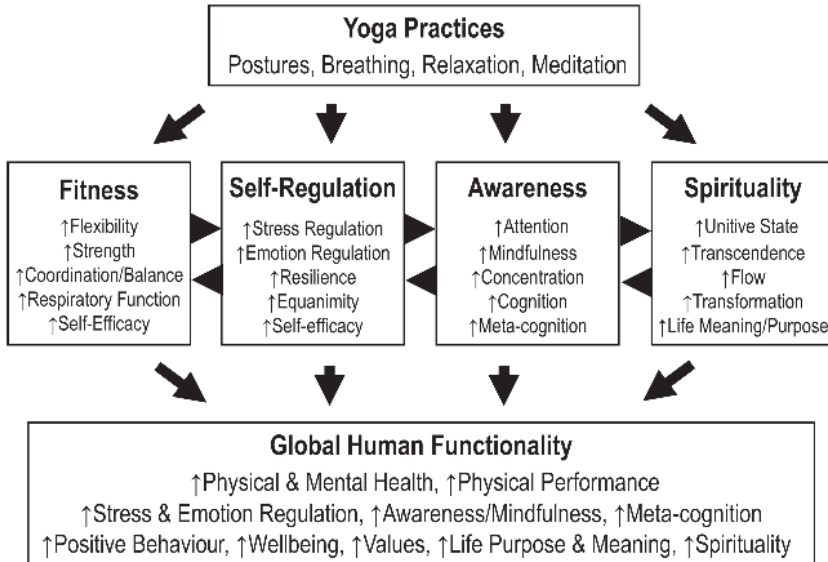 Yoga Practices
Postures, Breathing, Relaxation, Meditation
Fitness
↑Flexibility
↑Strength
↑Coordination/Balance
↑Respiratory Function
↑Self-Efficacy
Self-Regulation
↑Stress Regulation
↑Emotion Regulation
↑Resilience
↑Equanimity
↑Self-efficacy
Awareness
↑Attention
↑Mindfulness
↑Concentration
↑Cognition
↑Meta-cognition
Spirituality
↑Unitive State
↑Transcendence
↑Flow
↑Transformation
↑Life Meaning/Purpose
Global Human Functionality
↑Physical & Mental Health, ↑Physical Performance
↑Stress & Emotion Regulation, ↑Awareness/Mindfulness, ↑Meta-cognition
↑Positive Behaviour, ↑Wellbeing, ↑Values, ↑Life Purpose & Meaning, ↑Spirituality